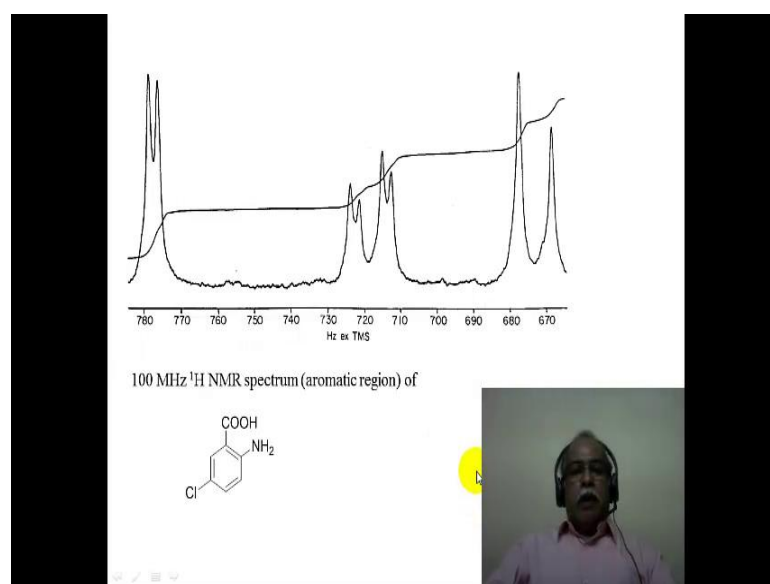 780 770 760 750 740 730 720 710 700 690 680 670
Hz ex TMS
100 MHz ¹H NMR spectrum (aromatic region) of
COOH
NH₂
Cl